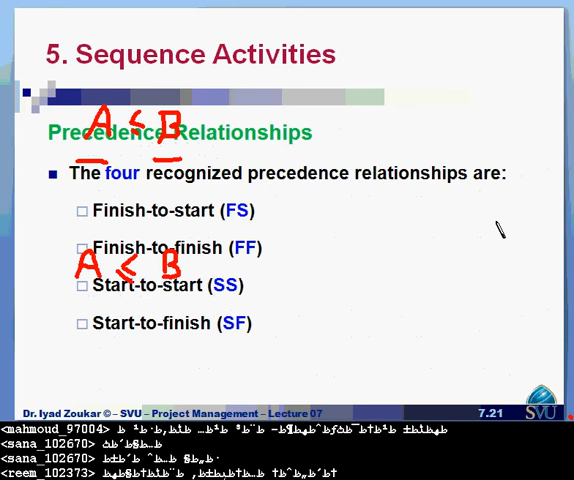 5. Sequence Activities
A ≤ B
Precedence Relationships
The four recognized precedence relationships are:
Finish-to-start (FS)
Finish-to-finish (FF)
A ≤ B
Start-to-start (SS)
Start-to-finish (SF)
Dr. Iyad Zoukar © – SVU – Project Management – Lecture 07
7.21
SVU
<mahmoud_97004>
<sana_102670>
<sana_102670>
<reem_102373>